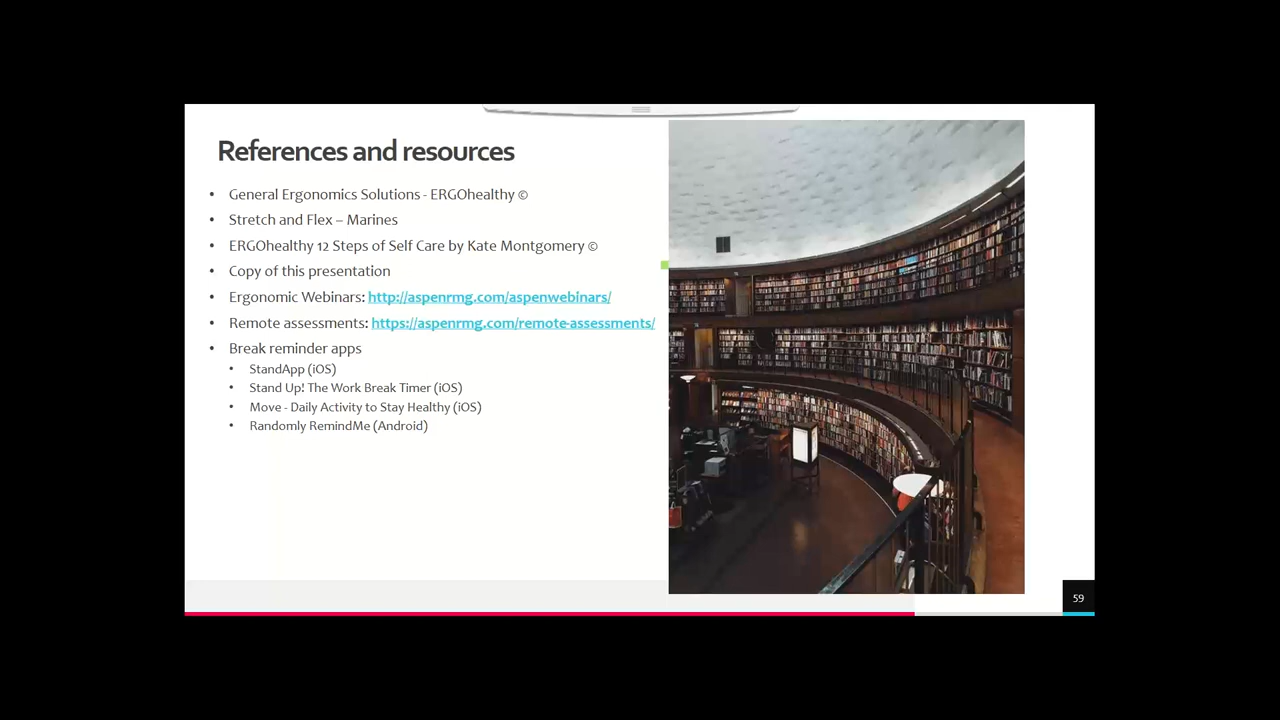 References and resources
• General Ergonomics Solutions - ERGOhealthy ©
• Stretch and Flex – Marines
• ERGOhealthy 12 Steps of Self Care by Kate Montgomery ©
• Copy of this presentation
• Ergonomic Webinars: http://aspenrmg.com/aspenwebinars/
• Remote assessments: https://aspenrmg.com/remote-assessments/
• Break reminder apps
• StandApp (iOS)
• Stand Up! The Work Break Timer (iOS)
• Move - Daily Activity to Stay Healthy (iOS)
• Randomly RemindMe (Android)
59